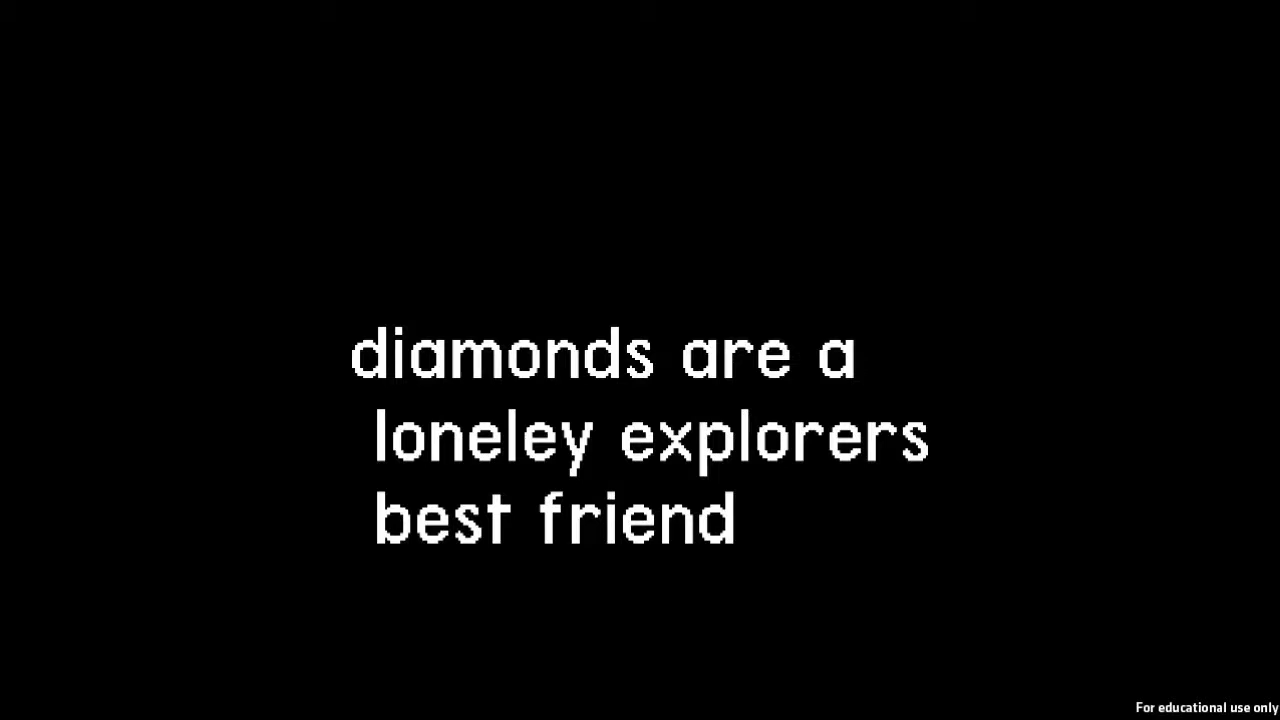 diamonds are a
loneley explorers
best friend
For educational use only